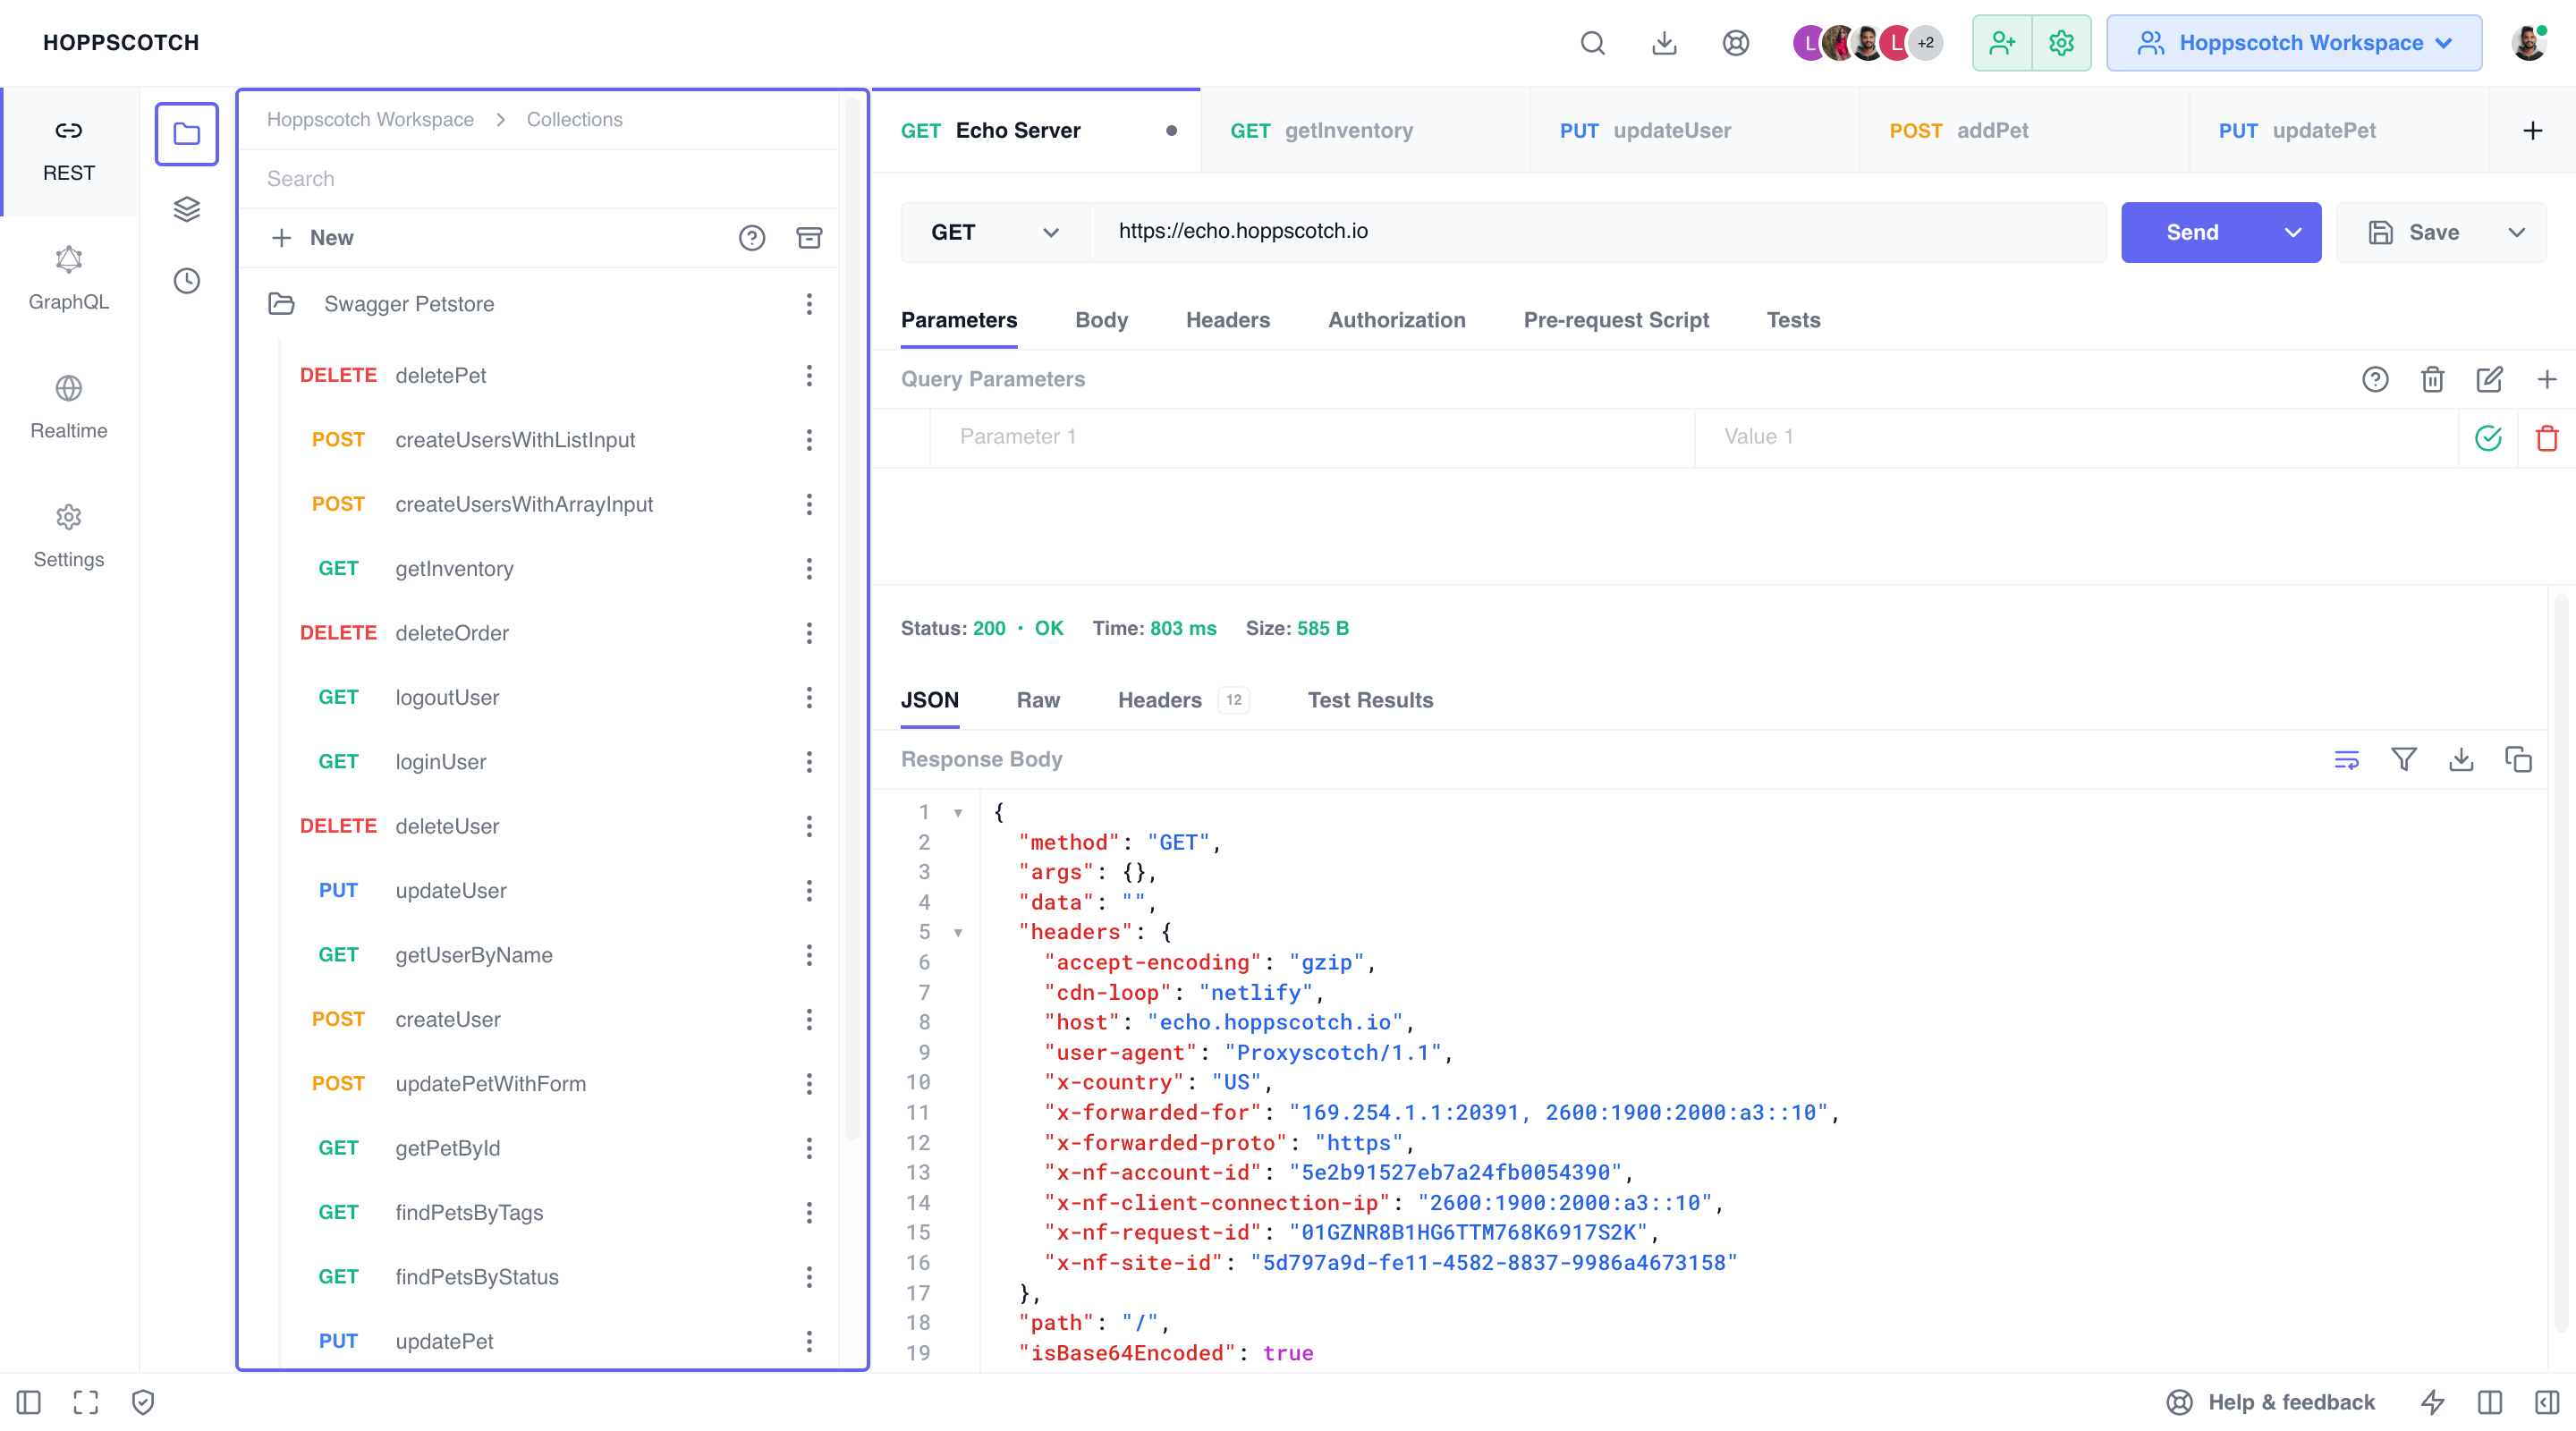 HOPPSCOTCH
L
L
+2
Hoppscotch Workspace
REST
GraphQL
Realtime
Settings
Hoppscotch Workspace > Collections
Search
New
Swagger Petstore
DELETE deletePet
POST createUsersWithListInput
POST createUsersWithArrayInput
GET getInventory
DELETE deleteOrder
GET logoutUser
GET loginUser
DELETE deleteUser
PUT updateUser
GET getUserByName
POST createUser
POST updatePetWithForm
GET getPetById
GET findPetsByTags
GET findPetsByStatus
PUT updatePet
GET Echo Server
GET getInventory
PUT updateUser
POST addPet
PUT updatePet
GET
https://echo.hoppscotch.io
Send
Save
Parameters Body Headers Authorization Pre-request Script Tests
Query Parameters
Parameter 1 Value 1
Status: 200 · OK Time: 803 ms Size: 585 B
JSON Raw Headers 12 Test Results
Response Body
1 {
2 "method": "GET",
3 "args": {},
4 "data": "",
5 "headers": {
6 "accept-encoding": "gzip",
7 "cdn-loop": "netlify",
8 "host": "echo.hoppscotch.io",
9 "user-agent": "Proxyscotch/1.1",
10 "x-country": "US",
11 "x-forwarded-for": "169.254.1.1:20391, 2600:1900:2000:a3::10",
12 "x-forwarded-proto": "https",
13 "x-nf-account-id": "5e2b91527eb7a24fb0054390",
14 "x-nf-client-connection-ip": "2600:1900:2000:a3::10",
15 "x-nf-request-id": "01GZNR8B1HG6TTM768K6917S2K",
16 "x-nf-site-id": "5d797a9d-fe11-4582-8837-9986a4673158"
17 },
18 "path": "/",
19 "isBase64Encoded": true
Help & feedback